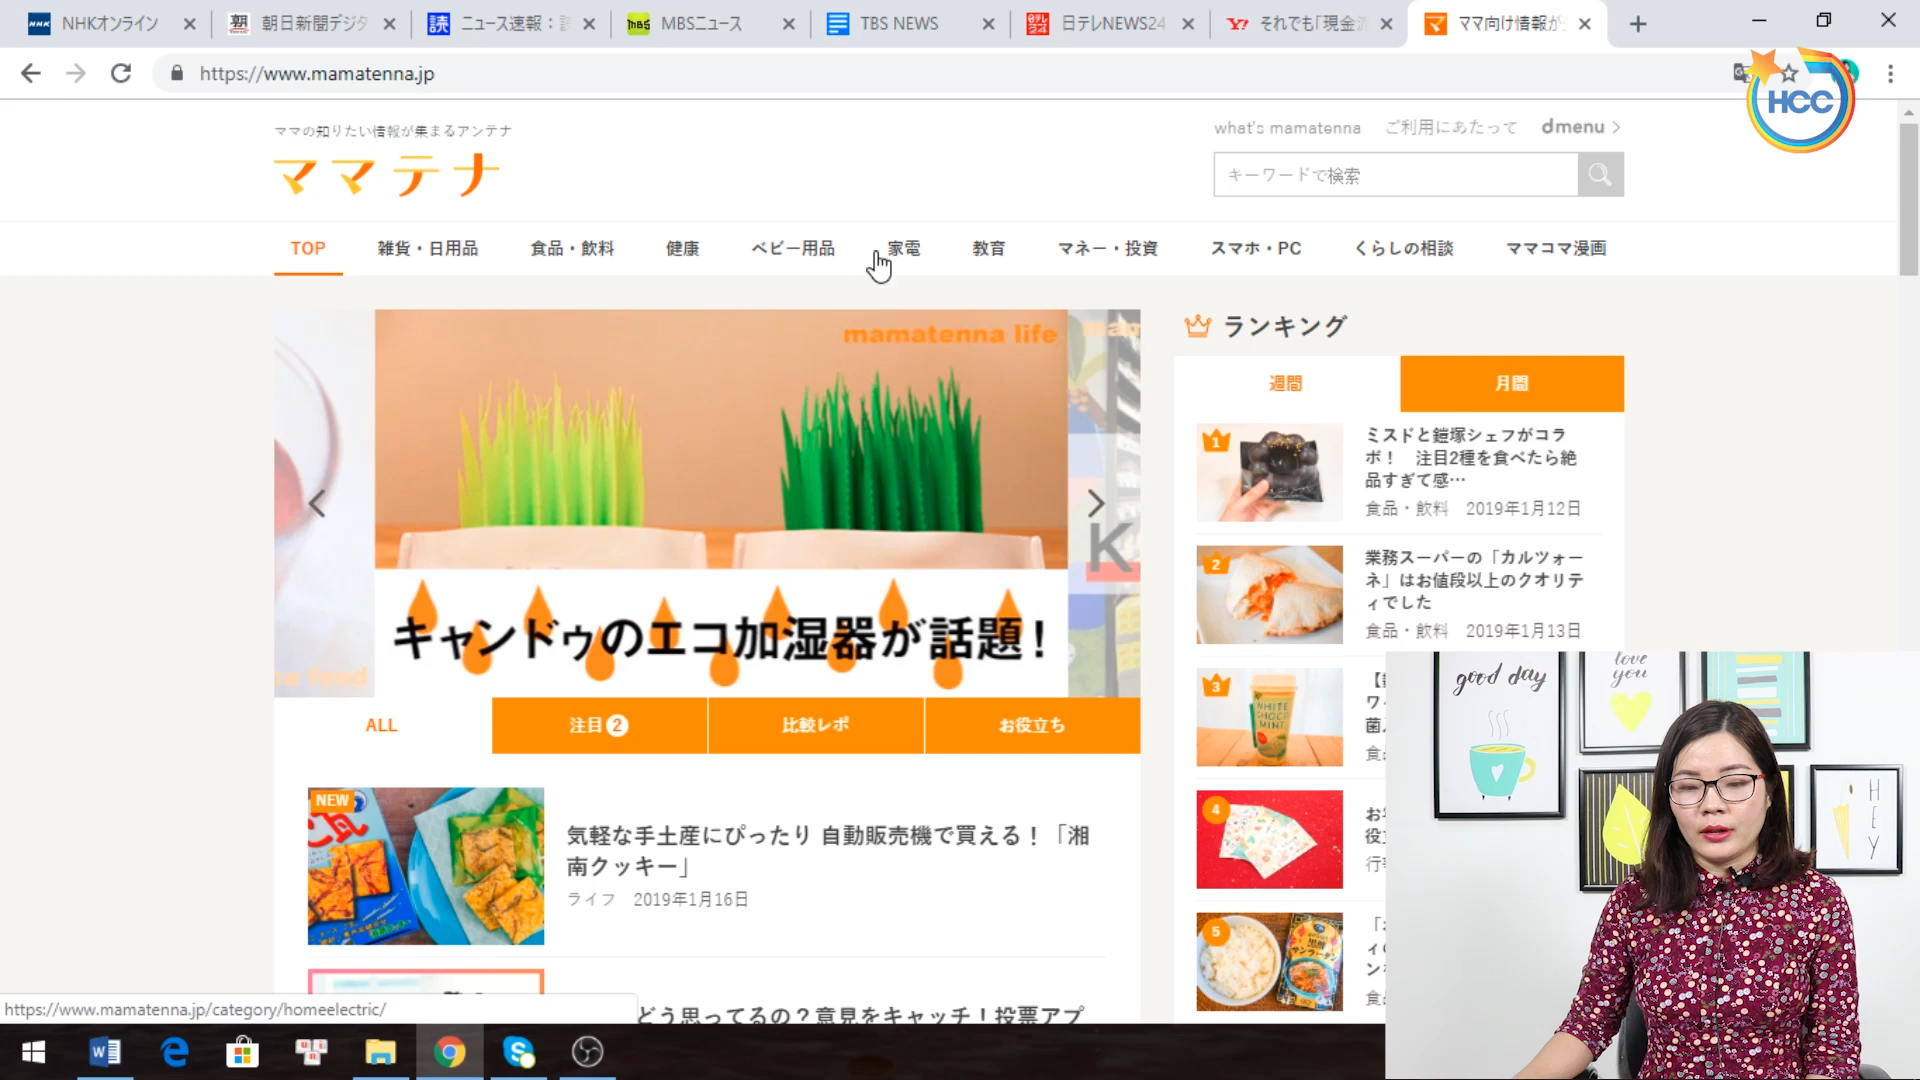 NHKオンライン
朝日新聞デジタ
ニュース速報：
MBSニュース
TBS NEWS
日テレNEWS24
それでも「現金
ママ向け情報が
https://www.mamatenna.jp
HCC
ママの知りたい情報が集まるアンテナ
ママテナ
what's mamatenna
ご利用にあたって
dmenu
キーワードで検索
TOP
雑貨・日用品
食品・飲料
健康
ベビー用品
家電
教育
マネー・投資
スマホ・PC
くらしの相談
ママコマ漫画
mamatenna life
キャンドゥのエコ加湿器が話題！
ランキング
週間
月間
1
ミスドと鎧塚シェフがコラ
ボ！　注目2種を食べたら絶
品すぎて感…
食品・飲料 2019年1月12日
2
業務スーパーの「カルツォー
ネ」はお値段以上のクオリテ
ィでした
食品・飲料 2019年1月13日
3
WHITE
CHOCO
MINT
4
5
ALL
注目 2
比較レポ
お役立ち
NEW
気軽な手土産にぴったり 自動販売機で買える！「湘
南クッキー」
ライフ 2019年1月16日
どう思ってるの？意見をキャッチ！投票アプ
https://www.mamatenna.jp/category/homeelectric/
good day
love
you
HEY